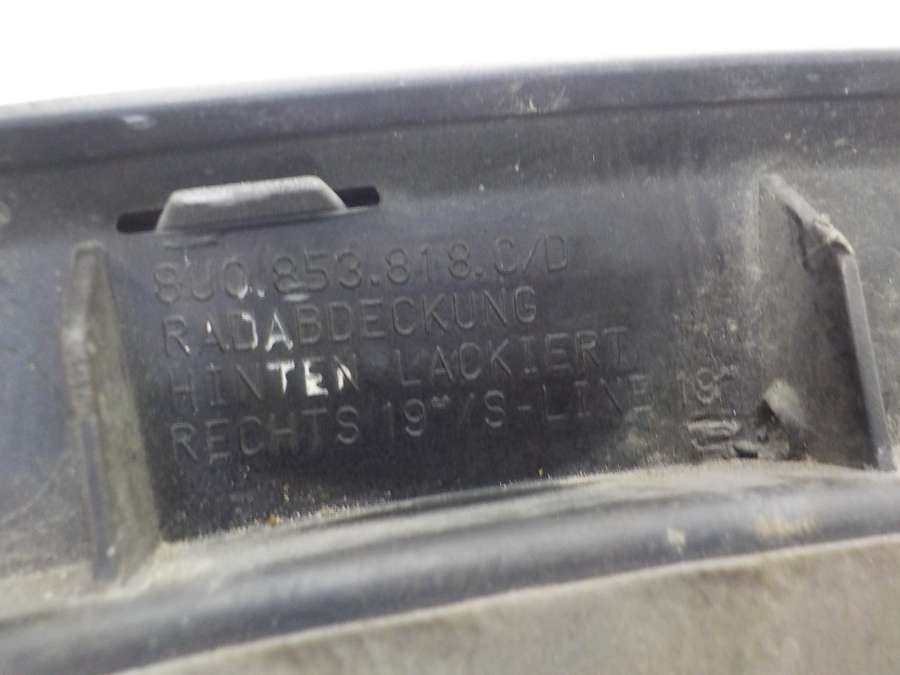 8U0.853.818.C/D
RADABDECKUNG
HINTEN LACKIERT
RECHTS 19"/S-LINE 19"